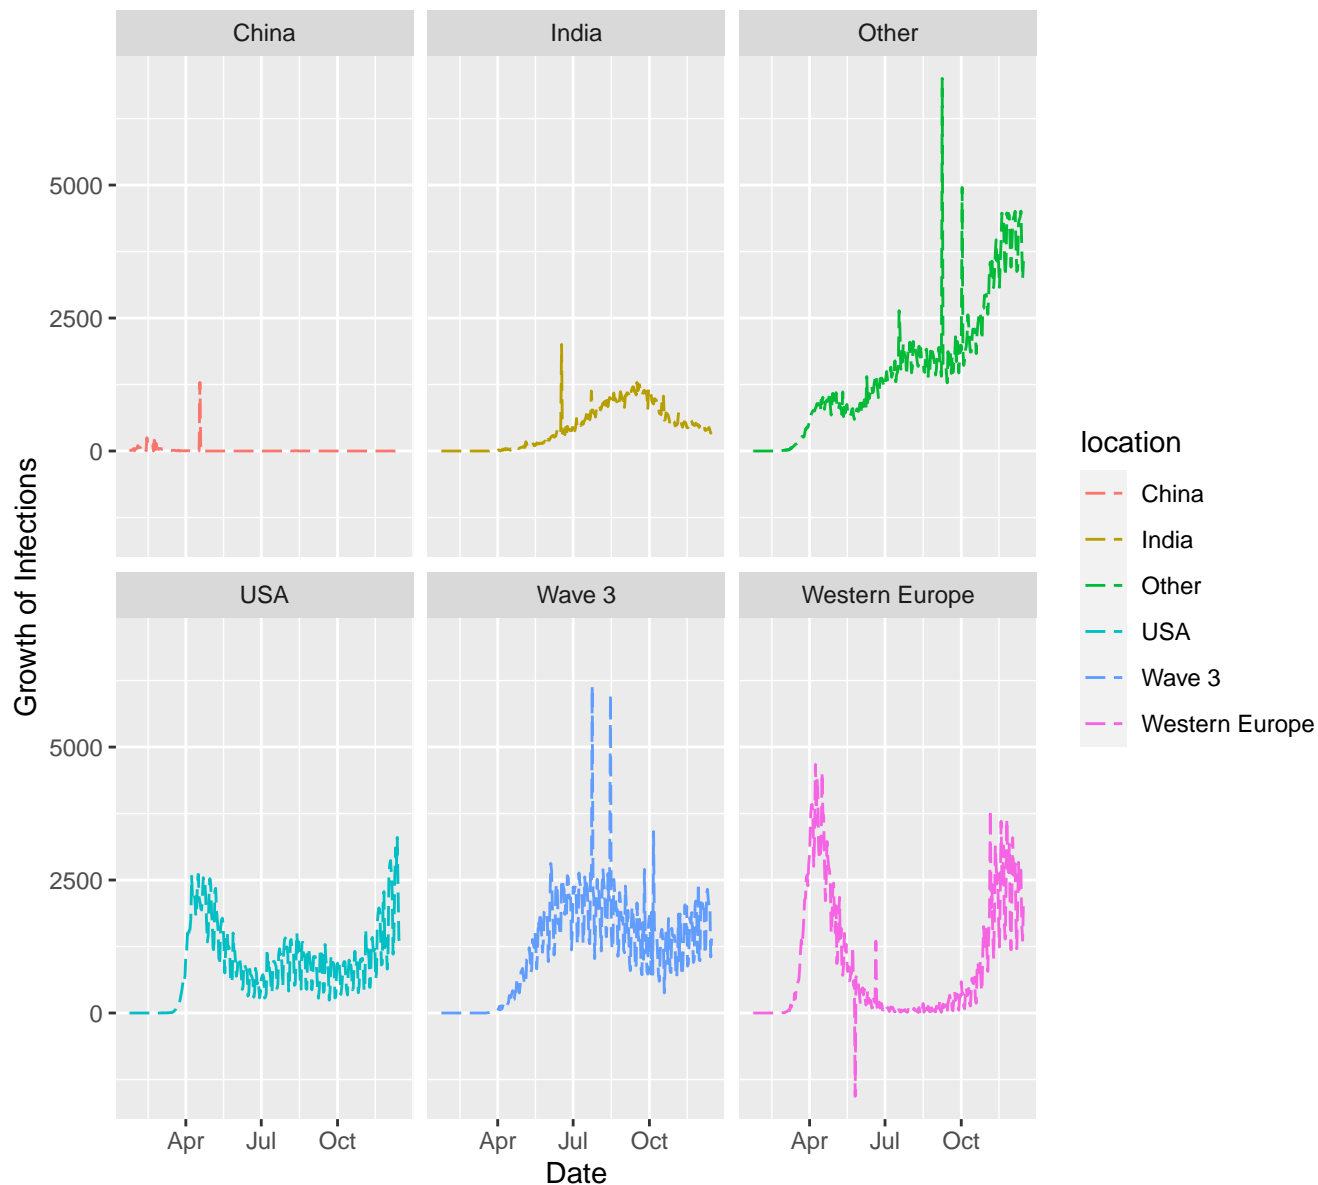 China
India
Other
5000
2500
0
Growth of Infections
USA
Wave 3
Western Europe
5000
2500
0
Apr
Jul
Oct
Apr
Jul
Oct
Apr
Jul
Oct
Date
location
China
India
Other
USA
Wave 3
Western Europe